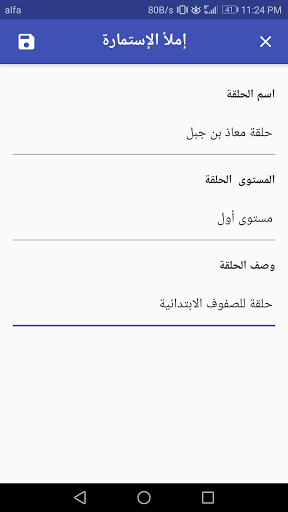 alfa 80B/s 41 11:24 PM
إملأ الإستمارة
اسم الحلقة
حلقة معاذ بن جبل
المستوى الحلقة
مستوى أول
وصف الحلقة
حلقة للصفوف الابتدائية